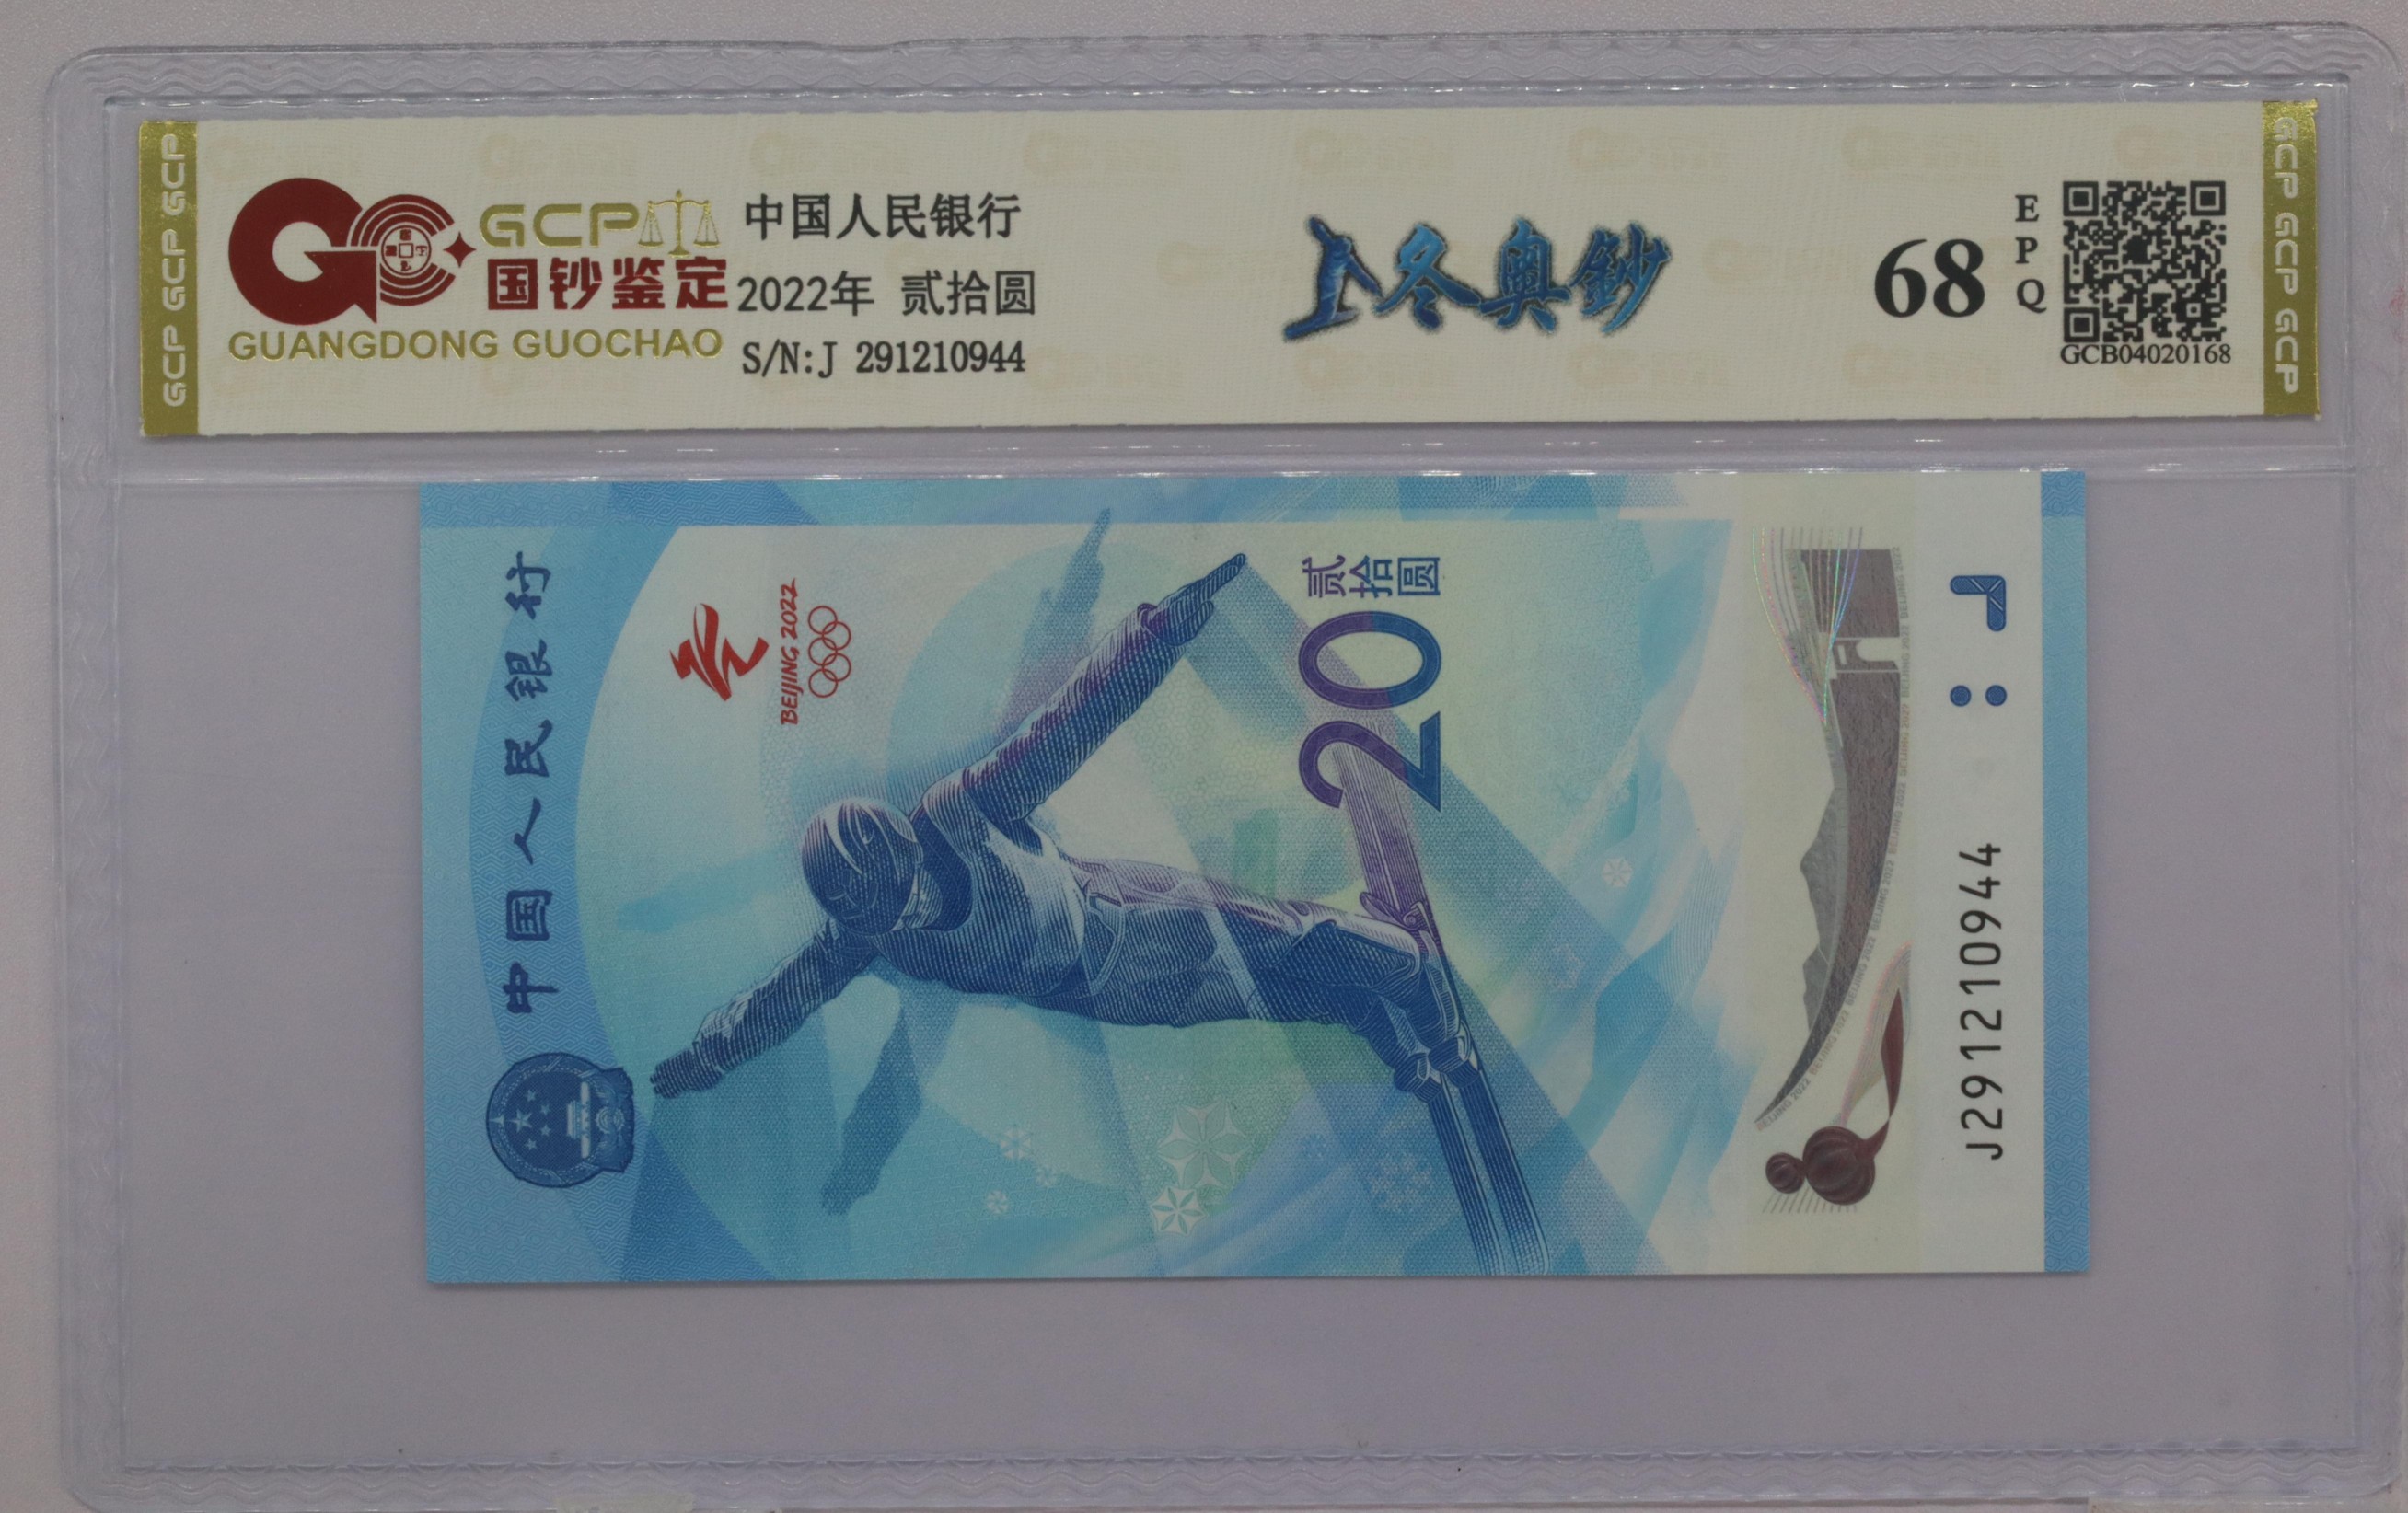 GCP GCP GCP
GCP
国钞鉴定
GUANGDONG GUOCHAO
中国人民银行
2022年 贰拾圆
S/N:J 291210944
冬奥鈔
68
EPQ
GCB04020168
GCP GCP GCP
中国人民银行
BEIJING 2022
贰拾圆
20
J291210944